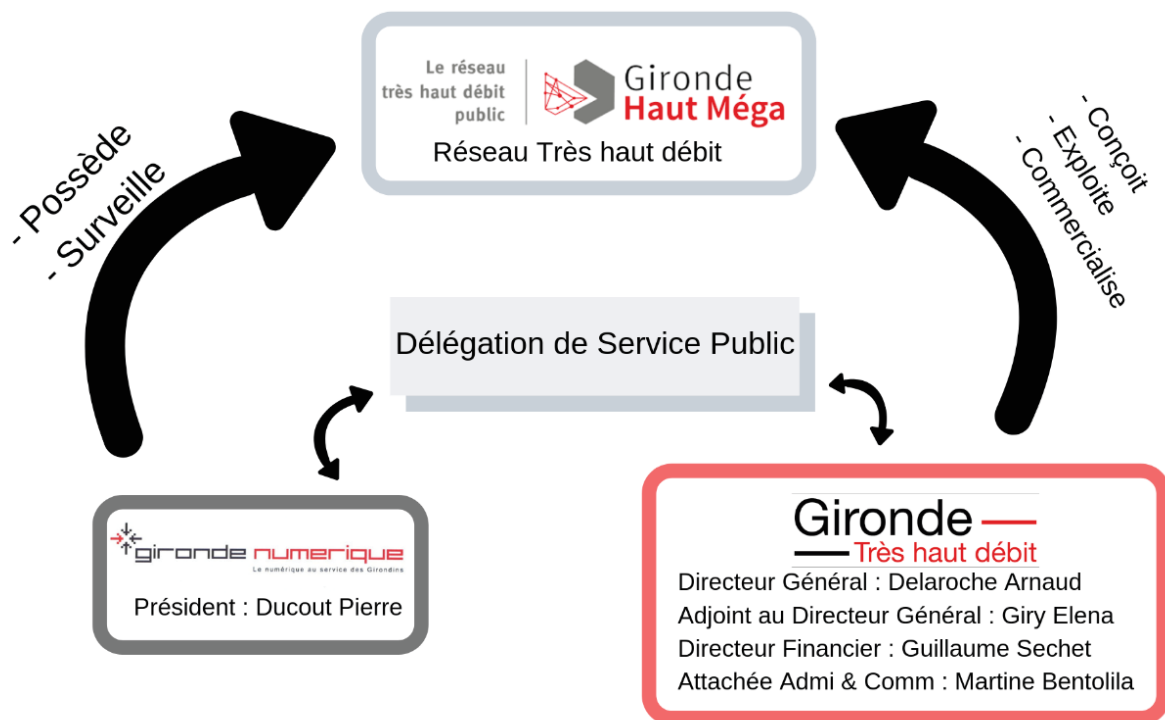 Le réseau
très haut débit
public
Gironde
Haut Méga
Réseau Très haut débit
- Possède
- Surveille
- Conçoit
- Exploite
- Commercialise
Délégation de Service Public
gironde numerique
Le numérique au service des Girondins
Président : Ducout Pierre
Gironde
Très haut débit
Directeur Général : Delaroche Arnaud
Adjoint au Directeur Général : Giry Elena
Directeur Financier : Guillaume Sechet
Attachée Admi & Comm : Martine Bentolila